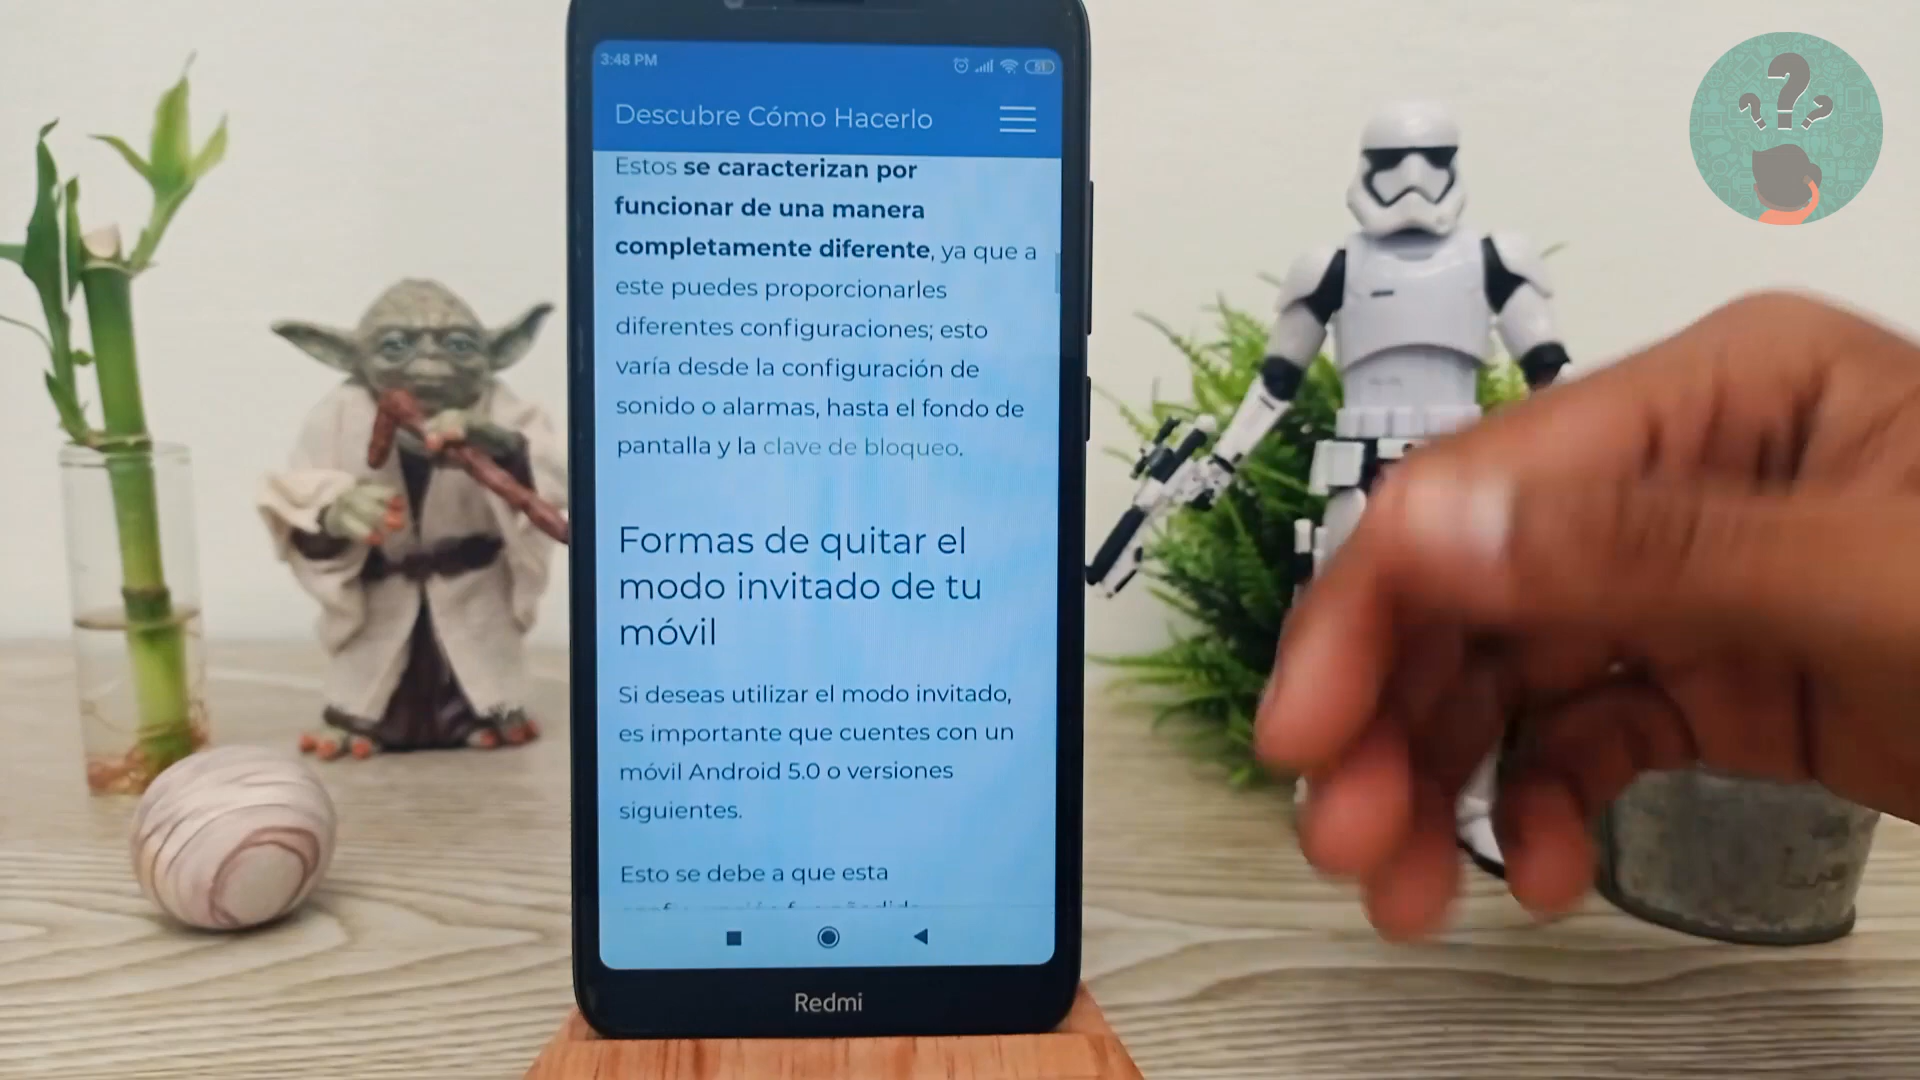 3:48 PM
51
Descubre Cómo Hacerlo
Estos se caracterizan por
funcionar de una manera
completamente diferente, ya que a
este puedes proporcionarles
diferentes configuraciones; esto
varía desde la configuración de
sonido o alarmas, hasta el fondo de
pantalla y la clave de bloqueo.
Formas de quitar el
modo invitado de tu
móvil
Si deseas utilizar el modo invitado,
es importante que cuentes con un
móvil Android 5.0 o versiones
siguientes.
Esto se debe a que esta
Redmi